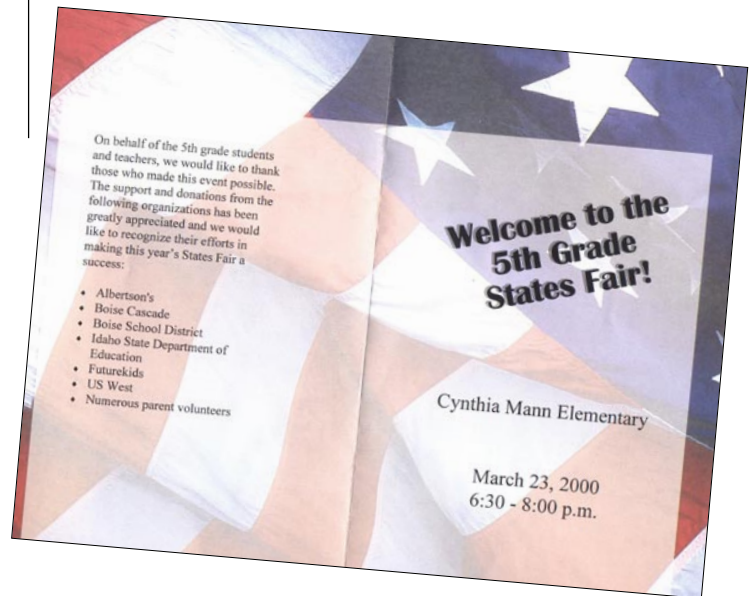 On behalf of the 5th grade students
and teachers, we would like to thank
those who made this event possible.
The support and donations from the
following organizations has been
greatly appreciated and we would
like to recognize their efforts in
making this year's States Fair a
success:
• Albertson's
• Boise Cascade
• Boise School District
• Idaho State Department of
Education
• Futurekids
• US West
• Numerous parent volunteers
Welcome to the
5th Grade
States Fair!
Cynthia Mann Elementary
March 23, 2000
6:30 - 8:00 p.m.